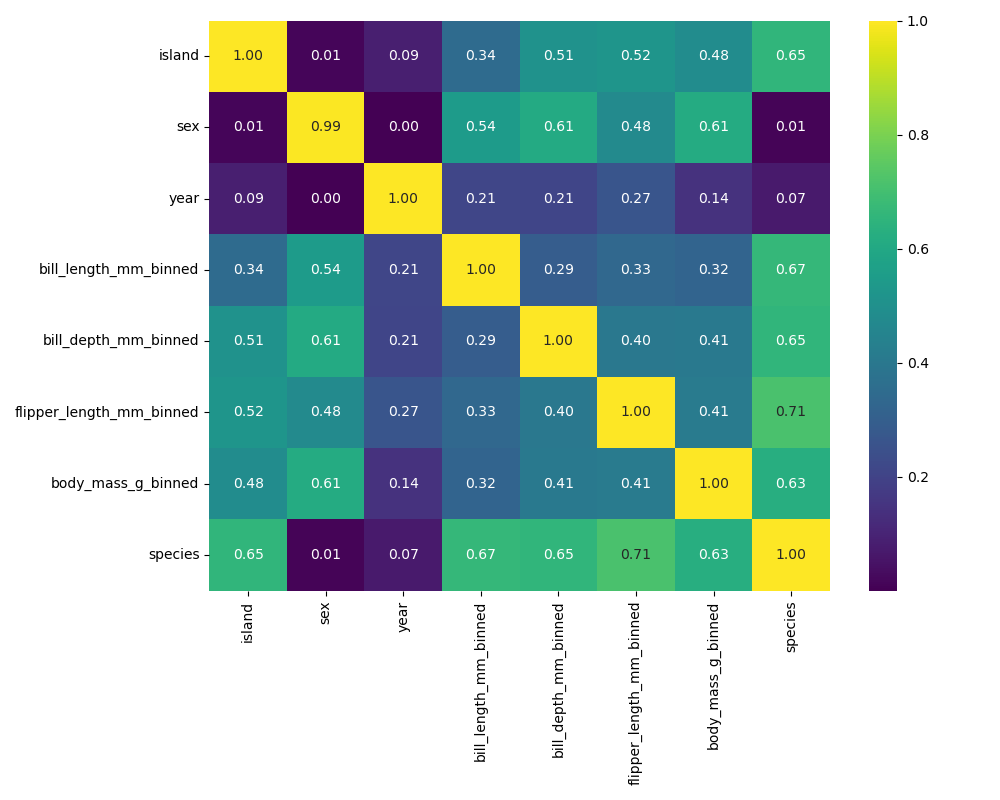 island 1.00 0.01 0.09 0.34 0.51 0.52 0.48 0.65
sex 0.01 0.99 0.00 0.54 0.61 0.48 0.61 0.01
year 0.09 0.00 1.00 0.21 0.21 0.27 0.14 0.07
bill_length_mm_binned 0.34 0.54 0.21 1.00 0.29 0.33 0.32 0.67
bill_depth_mm_binned 0.51 0.61 0.21 0.29 1.00 0.40 0.41 0.65
flipper_length_mm_binned 0.52 0.48 0.27 0.33 0.40 1.00 0.41 0.71
body_mass_g_binned 0.48 0.61 0.14 0.32 0.41 0.41 1.00 0.63
species 0.65 0.01 0.07 0.67 0.65 0.71 0.63 1.00
island
sex
year
bill_length_mm_binned
bill_depth_mm_binned
flipper_length_mm_binned
body_mass_g_binned
species
1.0
0.8
0.6
0.4
0.2